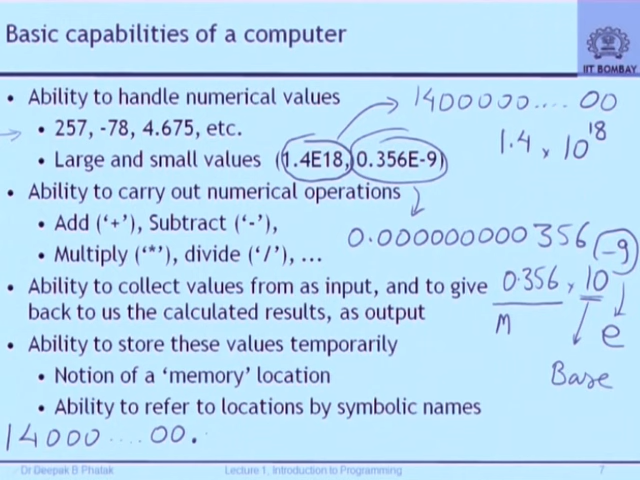 Basic capabilities of a computer
IIT BOMBAY
• Ability to handle numerical values
1400000.... 00
• 257, -78, 4.675, etc.
1.4 x 10^18
• Large and small values (1.4E18, 0.356E-9)
• Ability to carry out numerical operations
• Add ('+'), Subtract ('-'),
0.000000000356
• Multiply ('*'), divide ('/'), ...
-9
• Ability to collect values from as input, and to give
0.356 x 10
back to us the calculated results, as output
M
e
• Ability to store these values temporarily
• Notion of a 'memory' location
Base
• Ability to refer to locations by symbolic names
14000....00.
Dr Deepak B Phatak
Lecture 1, Introduction to Programming
7